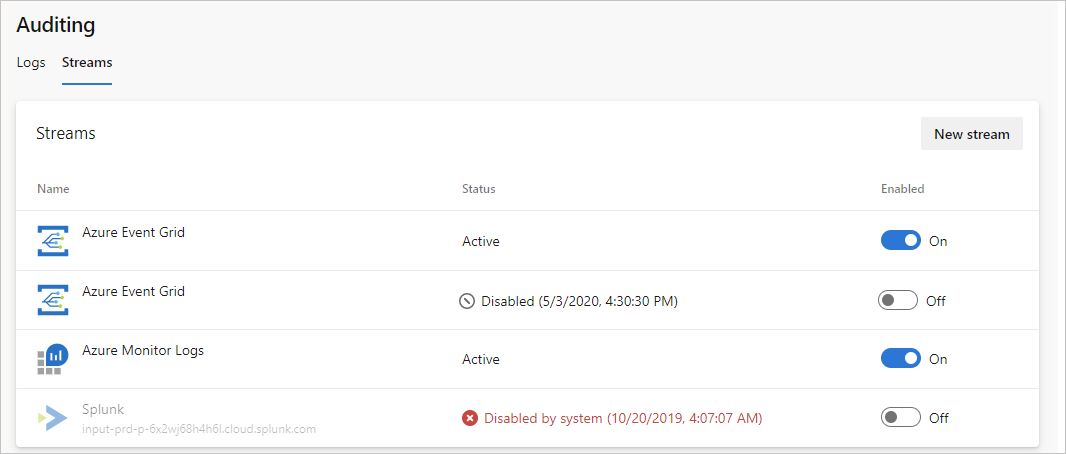 Auditing
Logs Streams
Streams New stream
Name Status Enabled
Azure Event Grid Active On
Azure Event Grid Disabled (5/3/2020, 4:30:30 PM) Off
Azure Monitor Logs Active On
Splunk
input-prd-p-6x2wj68h4h6l.cloud.splunk.com Disabled by system (10/20/2019, 4:07:07 AM) Off